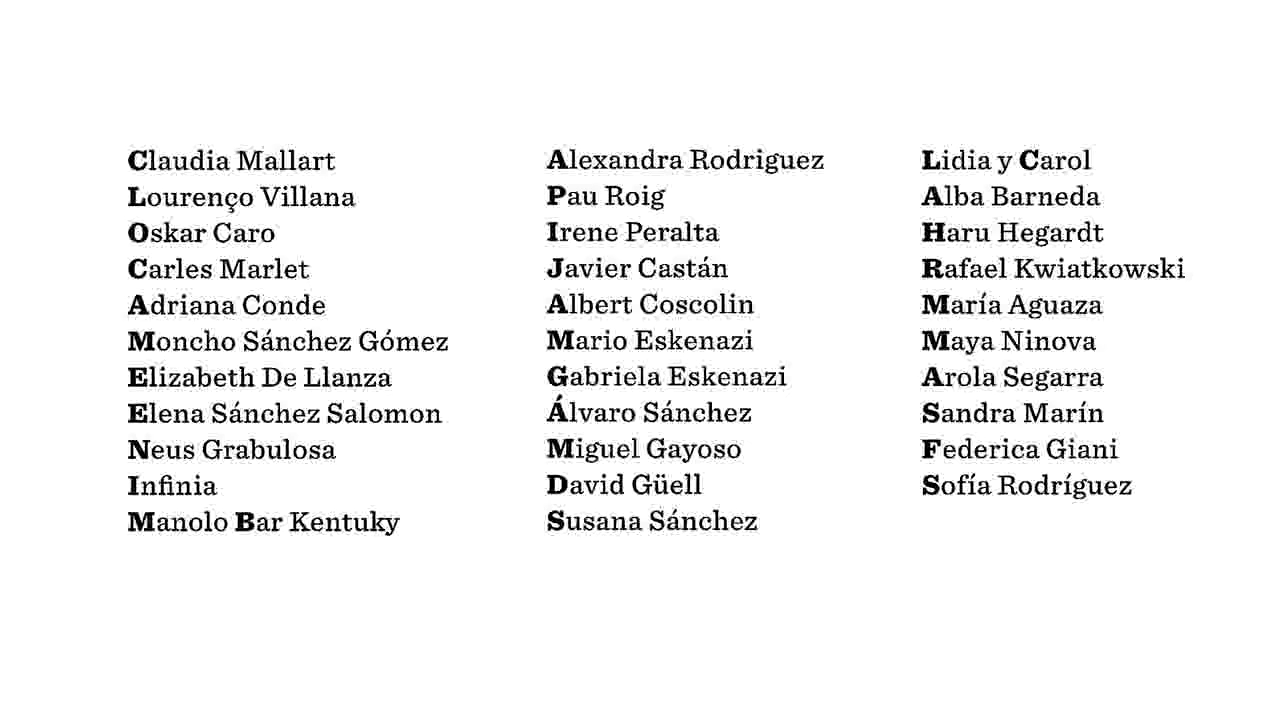 Claudia Mallart
Lourenço Villana
Oskar Caro
Carles Marlet
Adriana Conde
Moncho Sánchez Gómez
Elizabeth De Llanza
Elena Sánchez Salomon
Neus Grabulosa
Infinia
Manolo Bar Kentuky
Alexandra Rodriguez
Pau Roig
Irene Peralta
Javier Castán
Albert Coscolin
Mario Eskenazi
Gabriela Eskenazi
Álvaro Sánchez
Miguel Gayoso
David Güell
Susana Sánchez
Lidia y Carol
Alba Barneda
Haru Hegardt
Rafael Kwiatkowski
María Aguaza
Maya Ninova
Arola Segarra
Sandra Marín
Federica Giani
Sofía Rodríguez